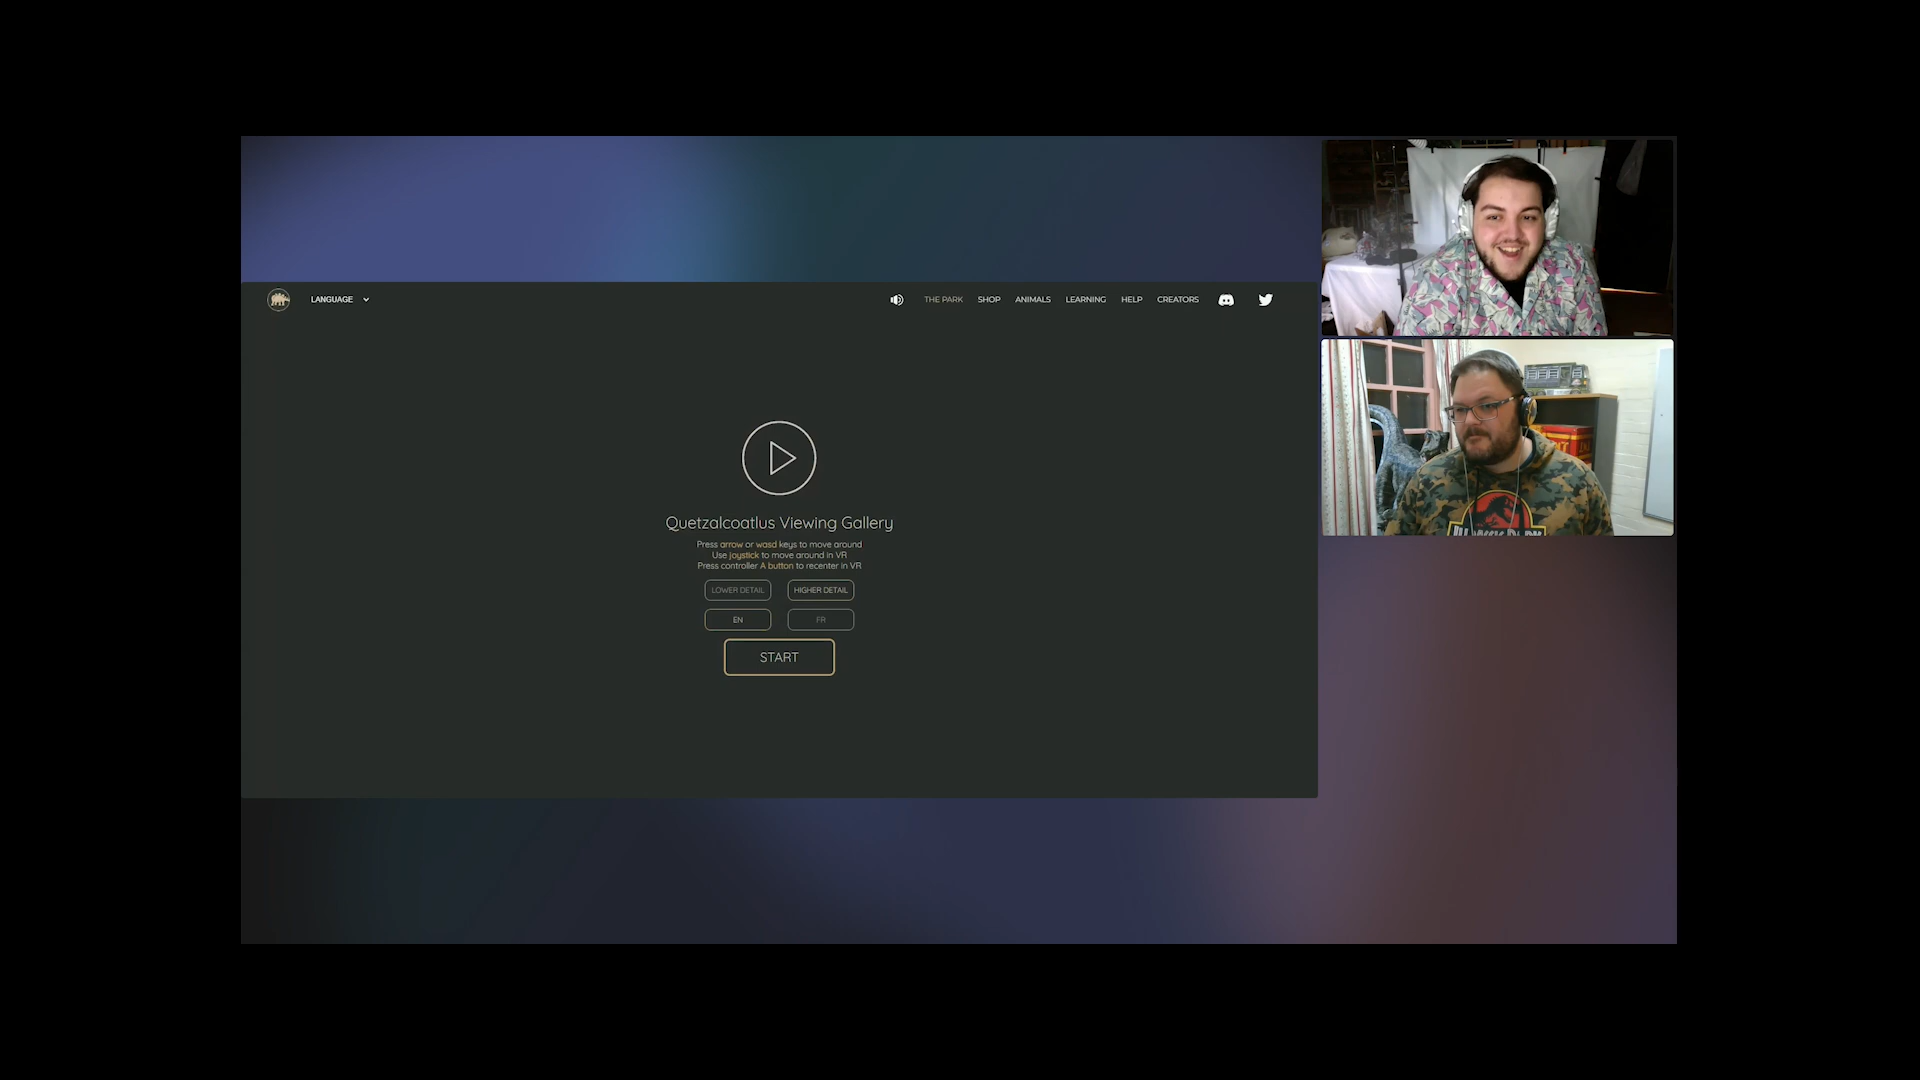 LANGUAGE
THE PARK SHOP ANIMALS LEARNING HELP CREATORS
Quetzalcoatlus Viewing Gallery
Press arrow or wasd keys to move around
Use joystick to move around in VR
Press controller A button to recenter in VR
LOWER DETAIL HIGHER DETAIL
EN FR
START
JURASSIC PARK